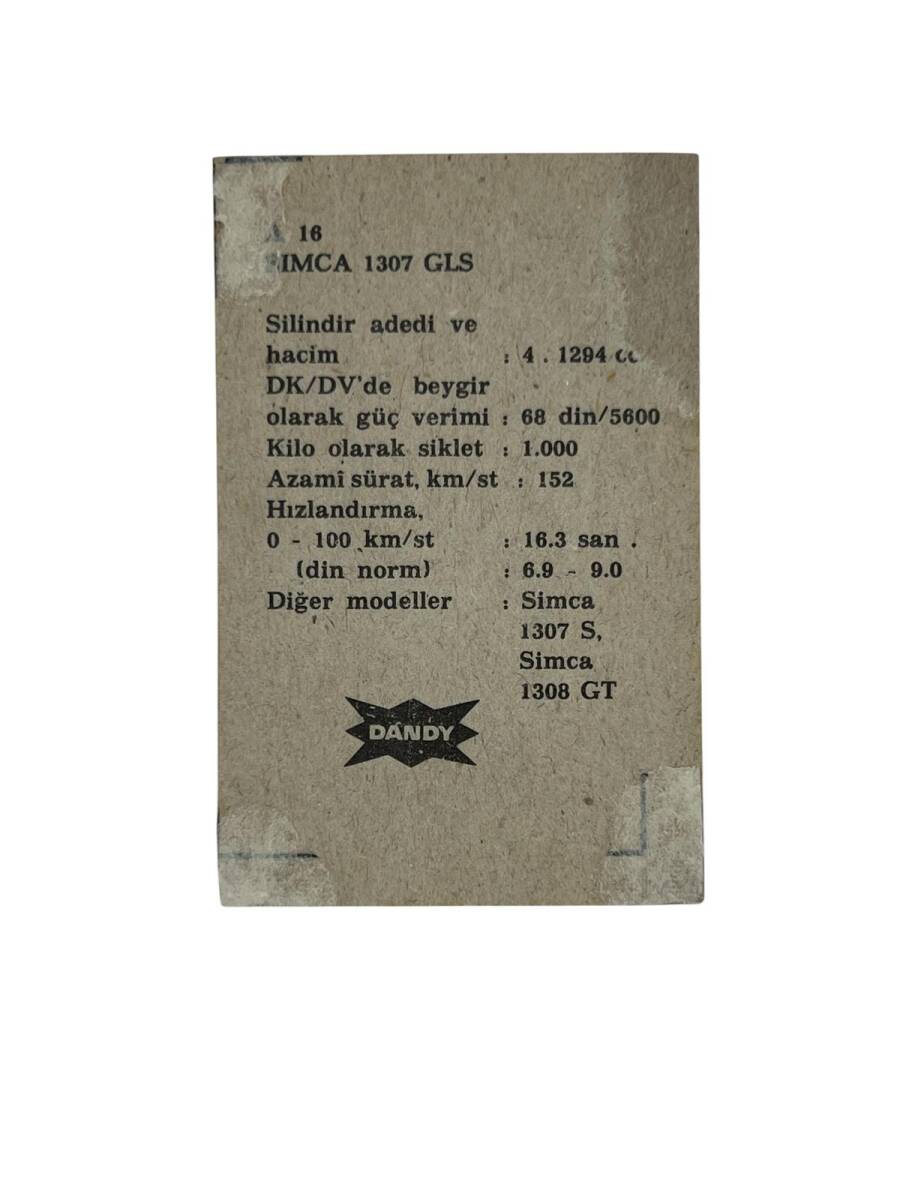 A 16
SIMCA 1307 GLS
Silindir adedi ve
hacim : 4 . 1294 cc
DK/DV'de beygir
olarak güç verimi : 68 din/5600
Kilo olarak siklet : 1.000
Azamî sürat, km/st : 152
Hızlandırma,
0 - 100 km/st : 16.3 san .
(din norm) : 6.9 - 9.0
Diğer modeller : Simca
1307 S,
Simca
1308 GT
DANDY